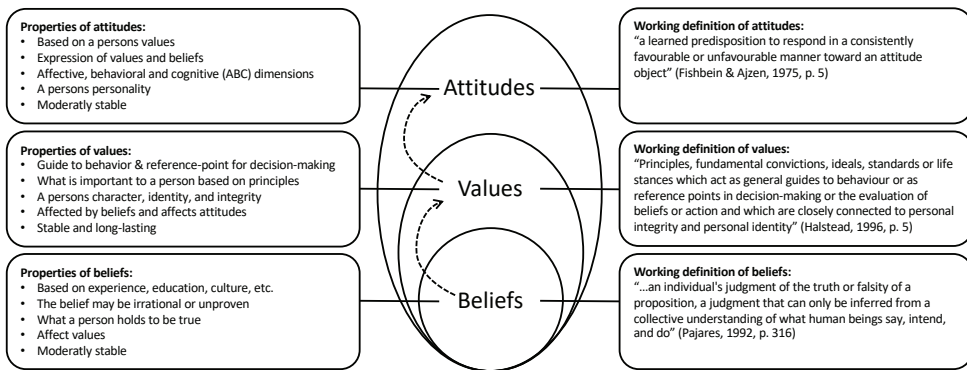 Properties of attitudes:
• Based on a persons values
• Expression of values and beliefs
• Affective, behavioral and cognitive (ABC) dimensions
• A persons personality
• Moderatly stable
Attitudes
Working definition of attitudes:
“a learned predisposition to respond in a consistently
favourable or unfavourable manner toward an attitude
object” (Fishbein & Ajzen, 1975, p. 5)
Properties of values:
• Guide to behavior & reference-point for decision-making
• What is important to a person based on principles
• A persons character, identity, and integrity
• Affected by beliefs and affects attitudes
• Stable and long-lasting
Values
Working definition of values:
“Principles, fundamental convictions, ideals, standards or life
stances which act as general guides to behaviour or as
reference points in decision-making or the evaluation of
beliefs or action and which are closely connected to personal
integrity and personal identity” (Halstead, 1996, p. 5)
Properties of beliefs:
• Based on experience, education, culture, etc.
• The belief may be irrational or unproven
• What a person holds to be true
• Affect values
• Moderatly stable
Beliefs
Working definition of beliefs:
“...an individual's judgment of the truth or falsity of a
proposition, a judgment that can only be inferred from a
collective understanding of what human beings say, intend,
and do” (Pajares, 1992, p. 316)